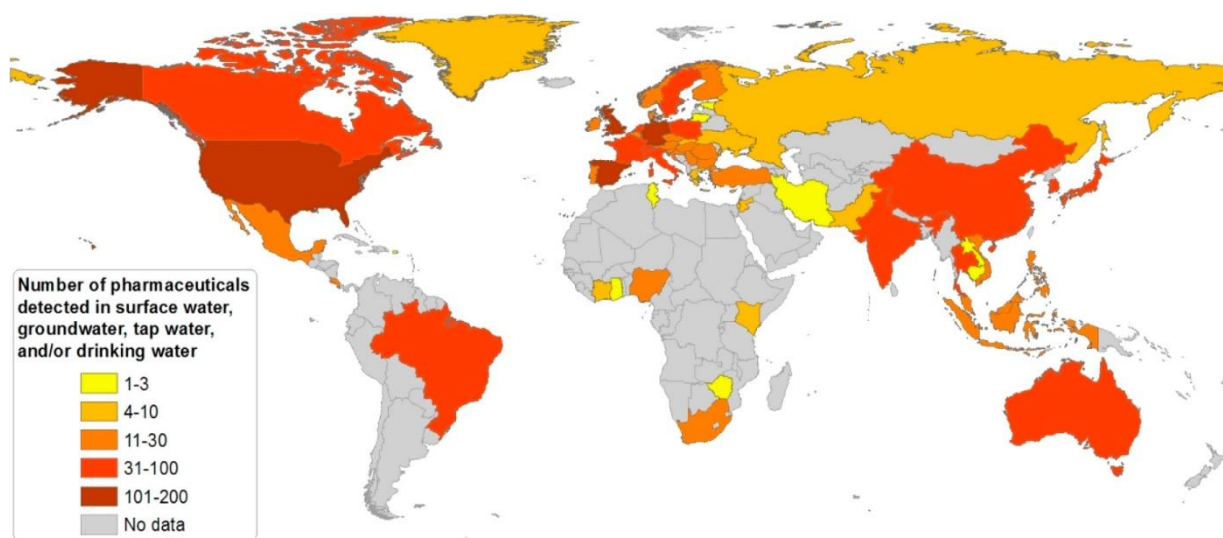 Number of pharmaceuticals
detected in surface water,
groundwater, tap water,
and/or drinking water
1-3
4-10
11-30
31-100
101-200
No data